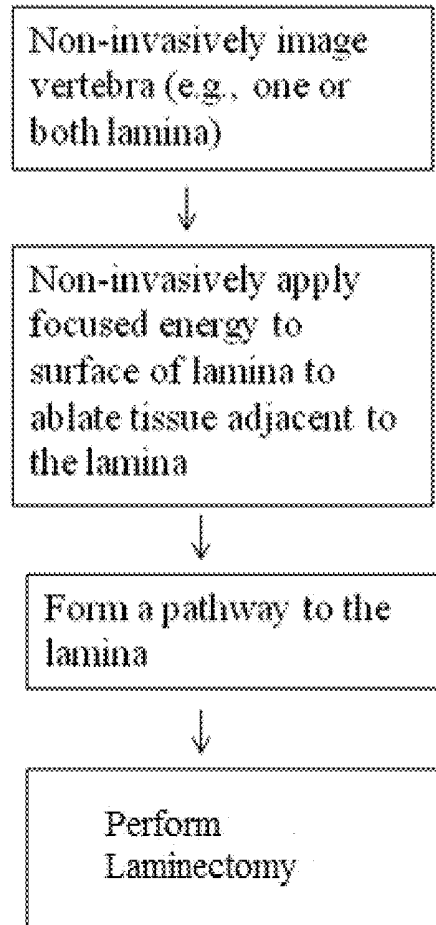 Non-invasively image
vertebra (e.g., one or
both lamina)
Non-invasively apply
focused energy to
surface of lamina to
ablate tissue adjacent to
the lamina
Form a pathway to the
lamina
Perform
Laminectomy